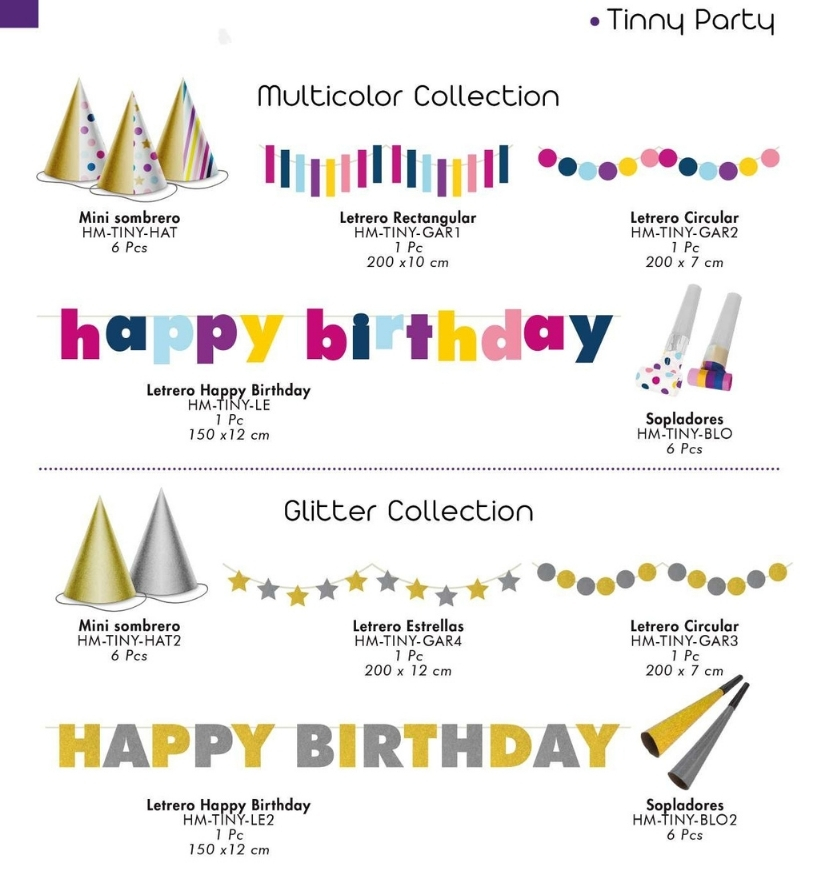 • Tinny Party
Multicolor Collection
Mini sombrero
HM-TINY-HAT
6 Pcs
Letrero Rectangular
HM-TINY-GAR1
1 Pc
200 x10 cm
Letrero Circular
HM-TINY-GAR2
1 Pc
200 x 7 cm
happy birthday
Letrero Happy Birthday
HM-TINY-LE
1 Pc
150 x12 cm
Sopladores
HM-TINY-BLO
6 Pcs
Glitter Collection
Mini sombrero
HM-TINY-HAT2
6 Pcs
Letrero Estrellas
HM-TINY-GAR4
1 Pc
200 x 12 cm
Letrero Circular
HM-TINY-GAR3
1 Pc
200 x 7 cm
HAPPY BIRTHDAY
Letrero Happy Birthday
HM-TINY-LE2
1 Pc
150 x12 cm
Sopladores
HM-TINY-BLO2
6 Pcs